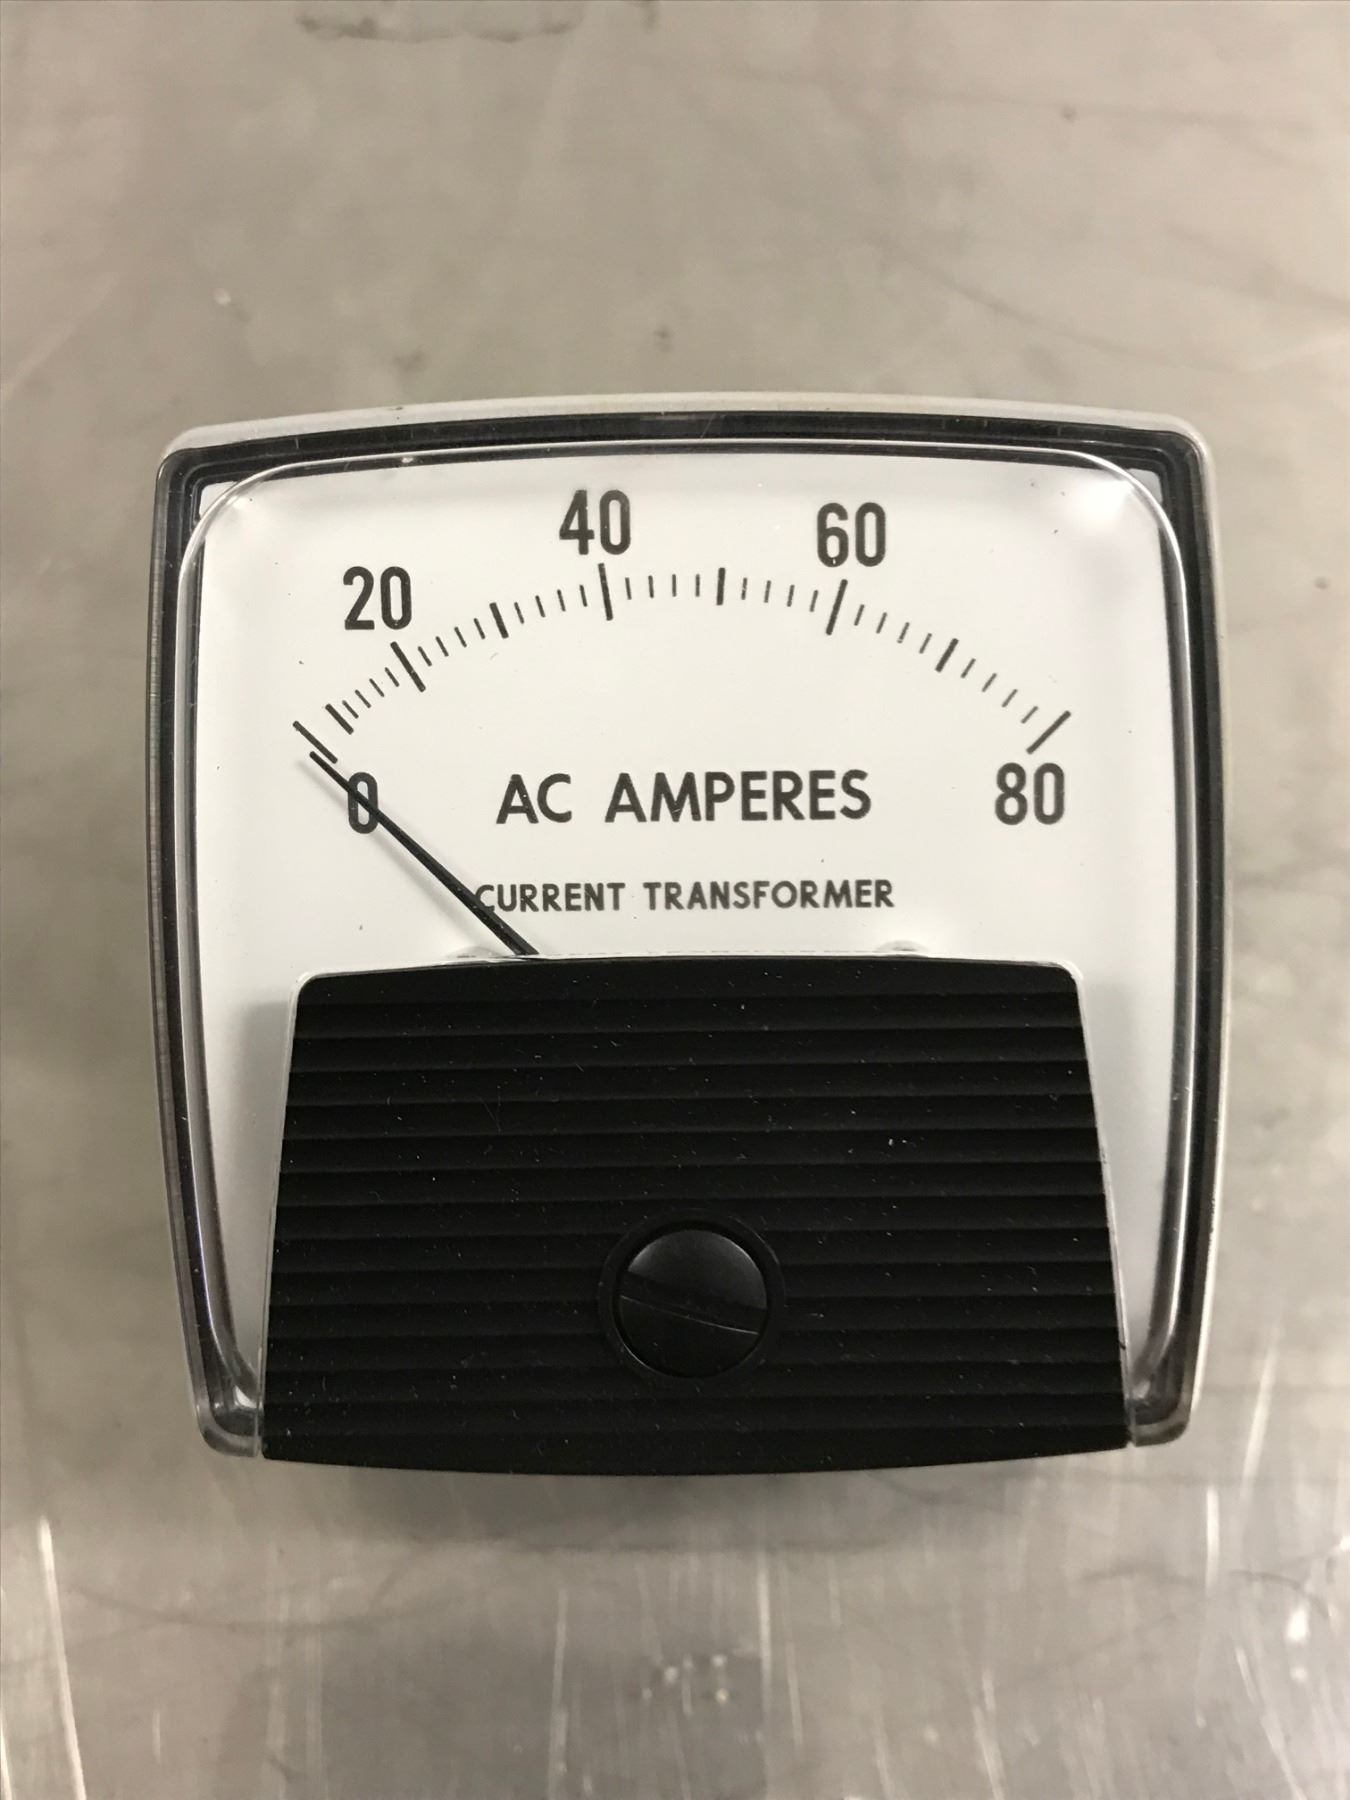 0 20 40 60 80
AC AMPERES
CURRENT TRANSFORMER